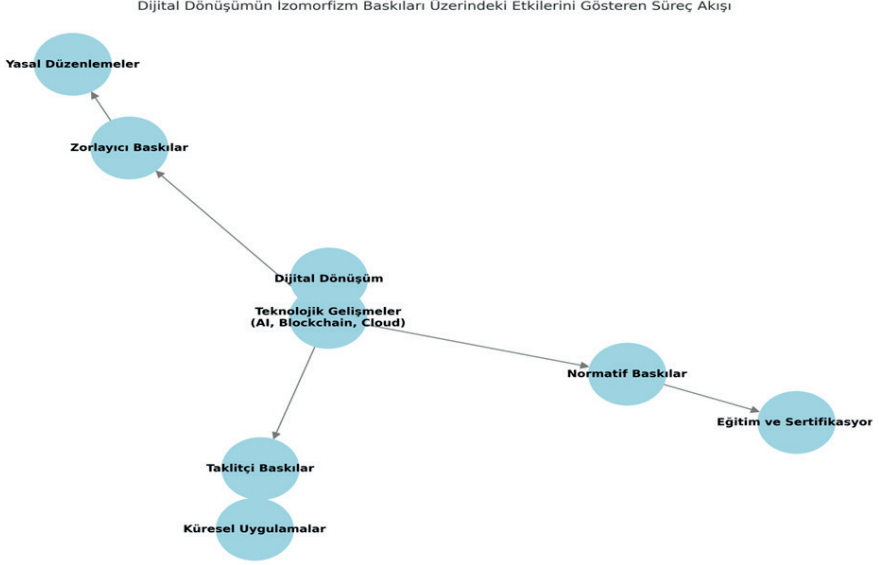 Dijital Dönüşümün İzomorfizm Baskıları Üzerindeki Etkilerini Gösteren Süreç Akışı
Yasal Düzenlemeler
Zorlayıcı Baskılar
Dijital Dönüşüm
Teknolojik Gelişmeler
(AI, Blockchain, Cloud)
Normatif Baskılar
Eğitim ve Sertifikasyon
Taklitçi Baskılar
Küresel Uygulamalar